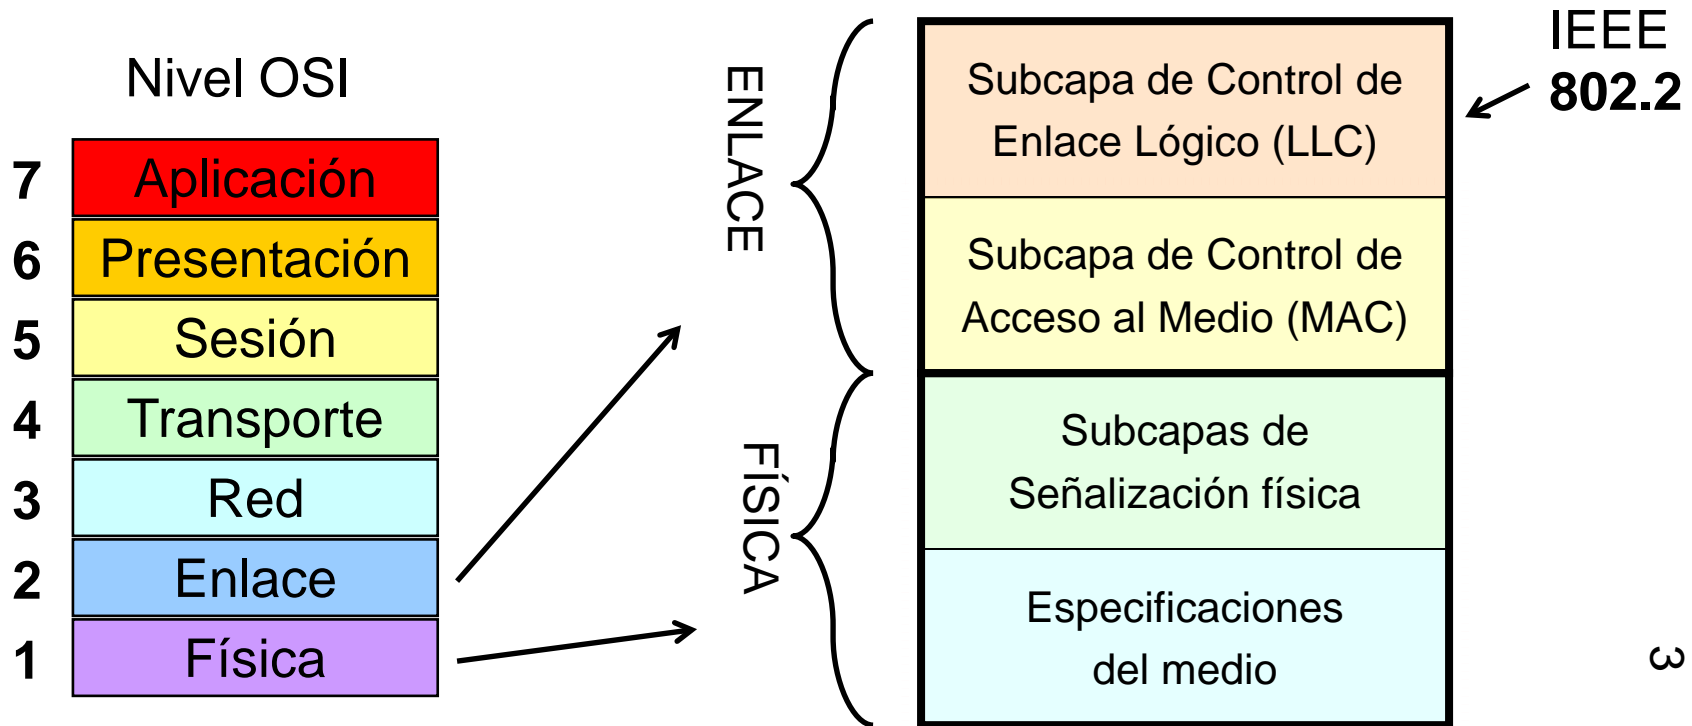 Nivel OSI
7 Aplicación
6 Presentación
5 Sesión
4 Transporte
3 Red
2 Enlace
1 Física
ENLACE
FÍSICA
Subcapa de Control de
Enlace Lógico (LLC)
Subcapa de Control de
Acceso al Medio (MAC)
Subcapas de
Señalización física
Especificaciones
del medio
IEEE
802.2
3